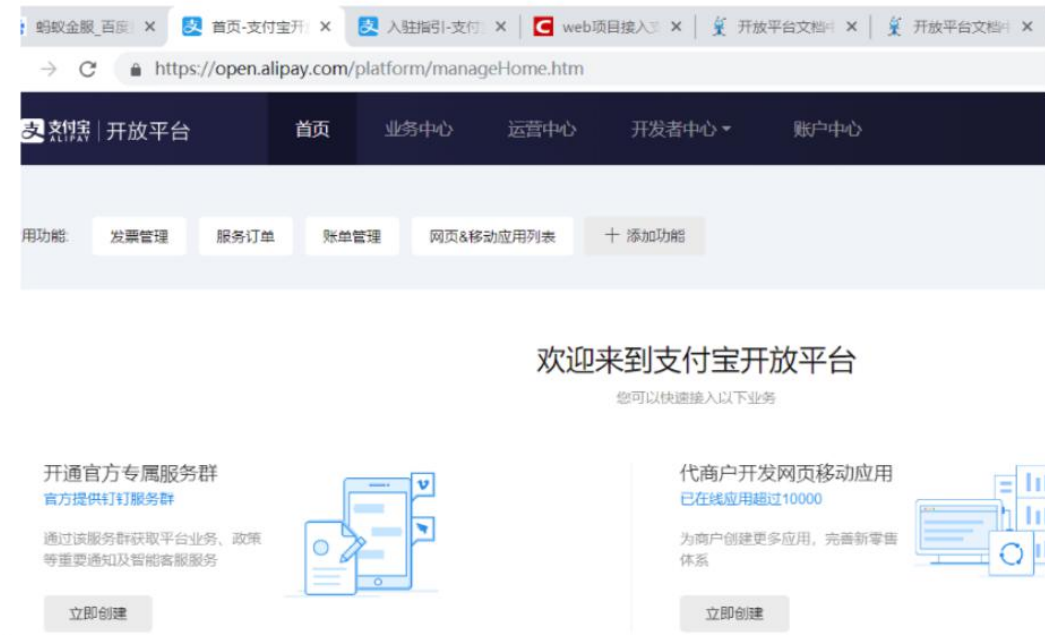 蚂蚁金服_百度
首页-支付宝开
入驻指引-支付
web项目接入
开放平台文档
开放平台文档
https://open.alipay.com/platform/manageHome.htm
支 支付宝 ALIPAY 开放平台
首页 业务中心 运营中心 开发者中心 账户中心
用功能: 发票管理 服务订单 账单管理 网页&移动应用列表 + 添加功能
欢迎来到支付宝开放平台
您可以快速接入以下业务
开通官方专属服务群
官方提供钉钉服务群
通过该服务群获取平台业务、政策
等重要通知及智能客服服务
立即创建
代商户开发网页移动应用
已在线应用超过10000
为商户创建更多应用，完善新零售
体系
立即创建